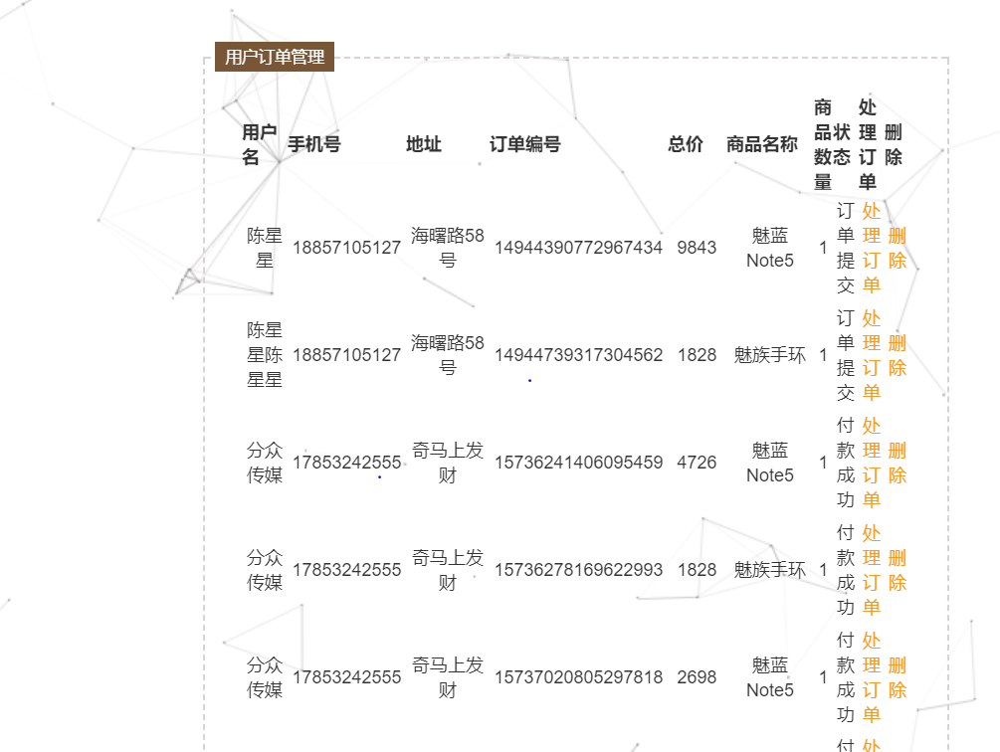 用户订单管理
用户名 手机号 地址 订单编号 总价 商品名称 商品数量 状态 处理订单 删除
陈星星 18857105127 海曙路58号 14944390772967434 9843 魅蓝Note5 1 订单提交 处理订单 删除
陈星星陈星星 18857105127 海曙路58号 14944739317304562 1828 魅族手环 1 订单提交 处理订单 删除
分众传媒 17853242555 奇马上发财 15736241406095459 4726 魅蓝Note5 1 付款成功 处理订单 删除
分众传媒 17853242555 奇马上发财 15736278169622993 1828 魅族手环 1 付款成功 处理订单 删除
分众传媒 17853242555 奇马上发财 15737020805297818 2698 魅蓝Note5 1 付款成功 处理订单 删除
付 处